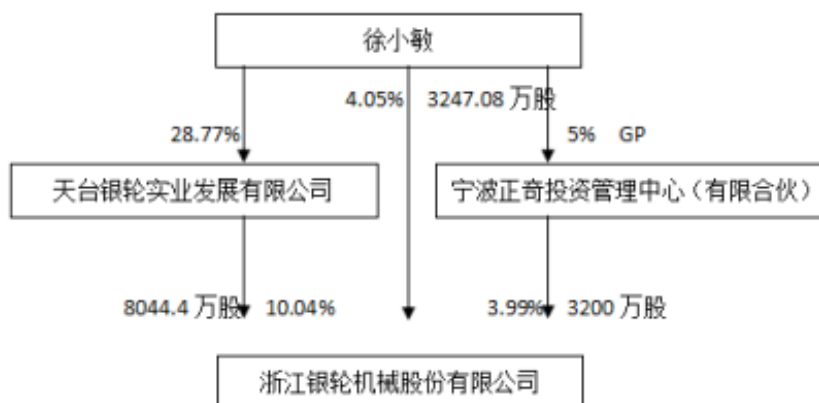 徐小敏
4.05% 3247.08 万股
28.77% 5% GP
天台银轮实业发展有限公司 宁波正奇投资管理中心（有限合伙）
8044.4 万股 10.04% 3.99% 3200 万股
浙江银轮机械股份有限公司